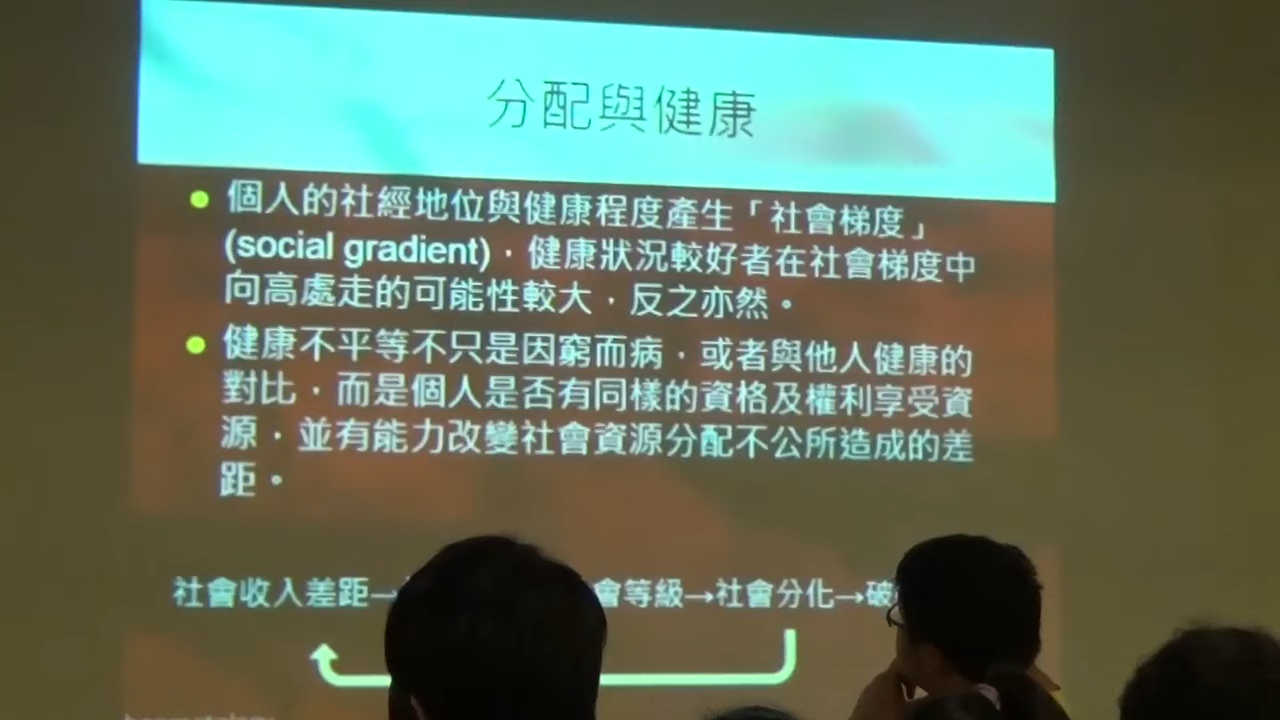 分配與健康
個人的社經地位與健康程度產生「社會梯度」
(social gradient)，健康狀況較好者在社會梯度中
向高處走的可能性較大，反之亦然。
健康不平等不只是因窮而病，或者與他人健康的
對比，而是個人是否有同樣的資格及權利享受資
源，並有能力改變社會資源分配不公所造成的差
距。
社會收入差距→ 會等級→社會分化→破